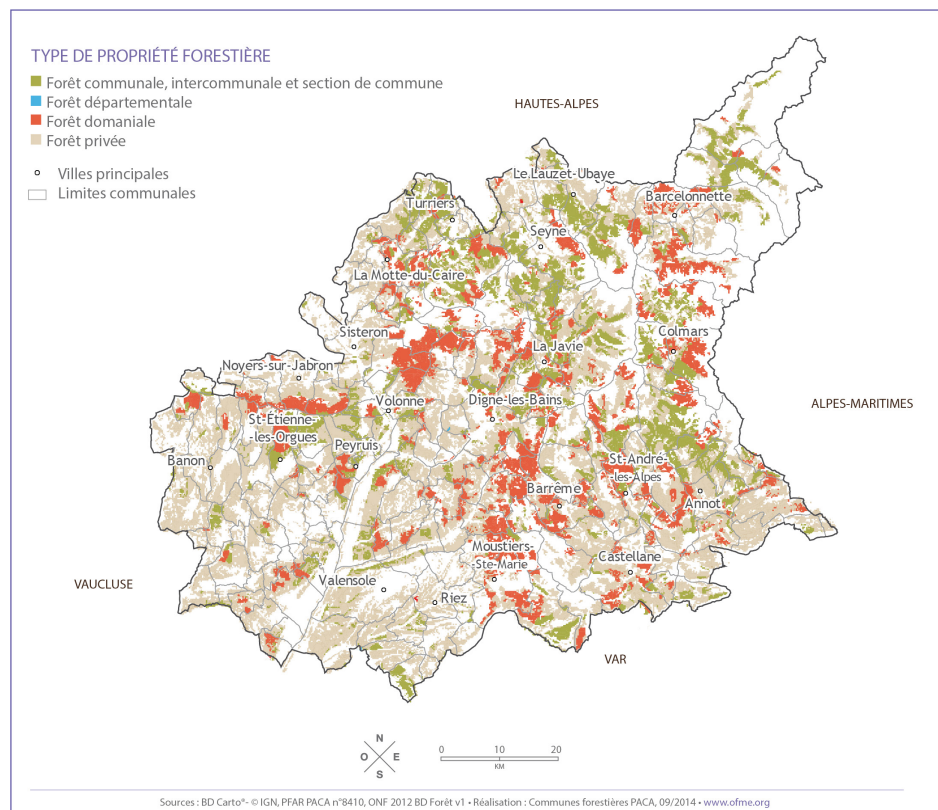 TYPE DE PROPRIÉTÉ FORESTIÈRE
Forêt communale, intercommunale et section de commune
Forêt départementale
Forêt domaniale
Forêt privée
Villes principales
Limites communales
HAUTES-ALPES
Le Lauzet-Ubaye
Barcelonnette
Turriers
Seyne
La Motte-du-Caire
Sisteron
Colmars
La Javie
Noyers-sur-Jabron
Volonne
Digne-les-Bains
ALPES-MARITIMES
St-Étienne-
-les-Orgues
Peyruis
Banon
St-André-
-les-Alpes
Barrême
Annot
Moustiers-
-Ste-Marie
Castellane
VAUCLUSE
Valensole
Riez
VAR
N
O E
S
0 10 20
KM
Sources : BD Carto®- © IGN, PFAR PACA n°8410, ONF 2012 BD Forêt v1 • Réalisation : Communes forestières PACA, 09/2014 • www.ofme.org